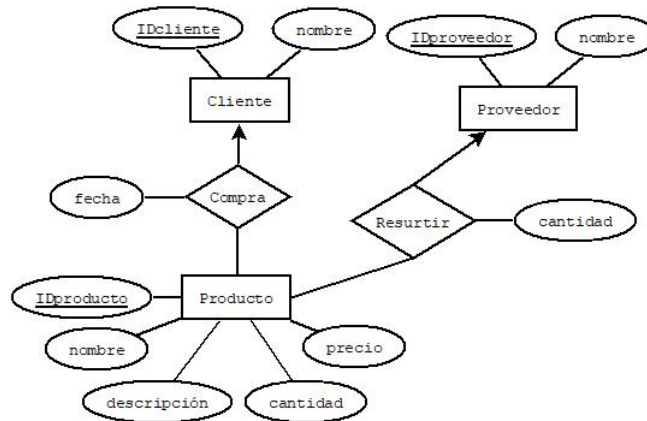 IDcliente
nombre
IDproveedor
nombre
Cliente
Proveedor
fecha
Compra
Resurtir
cantidad
IDproducto
Producto
nombre
precio
descripción
cantidad